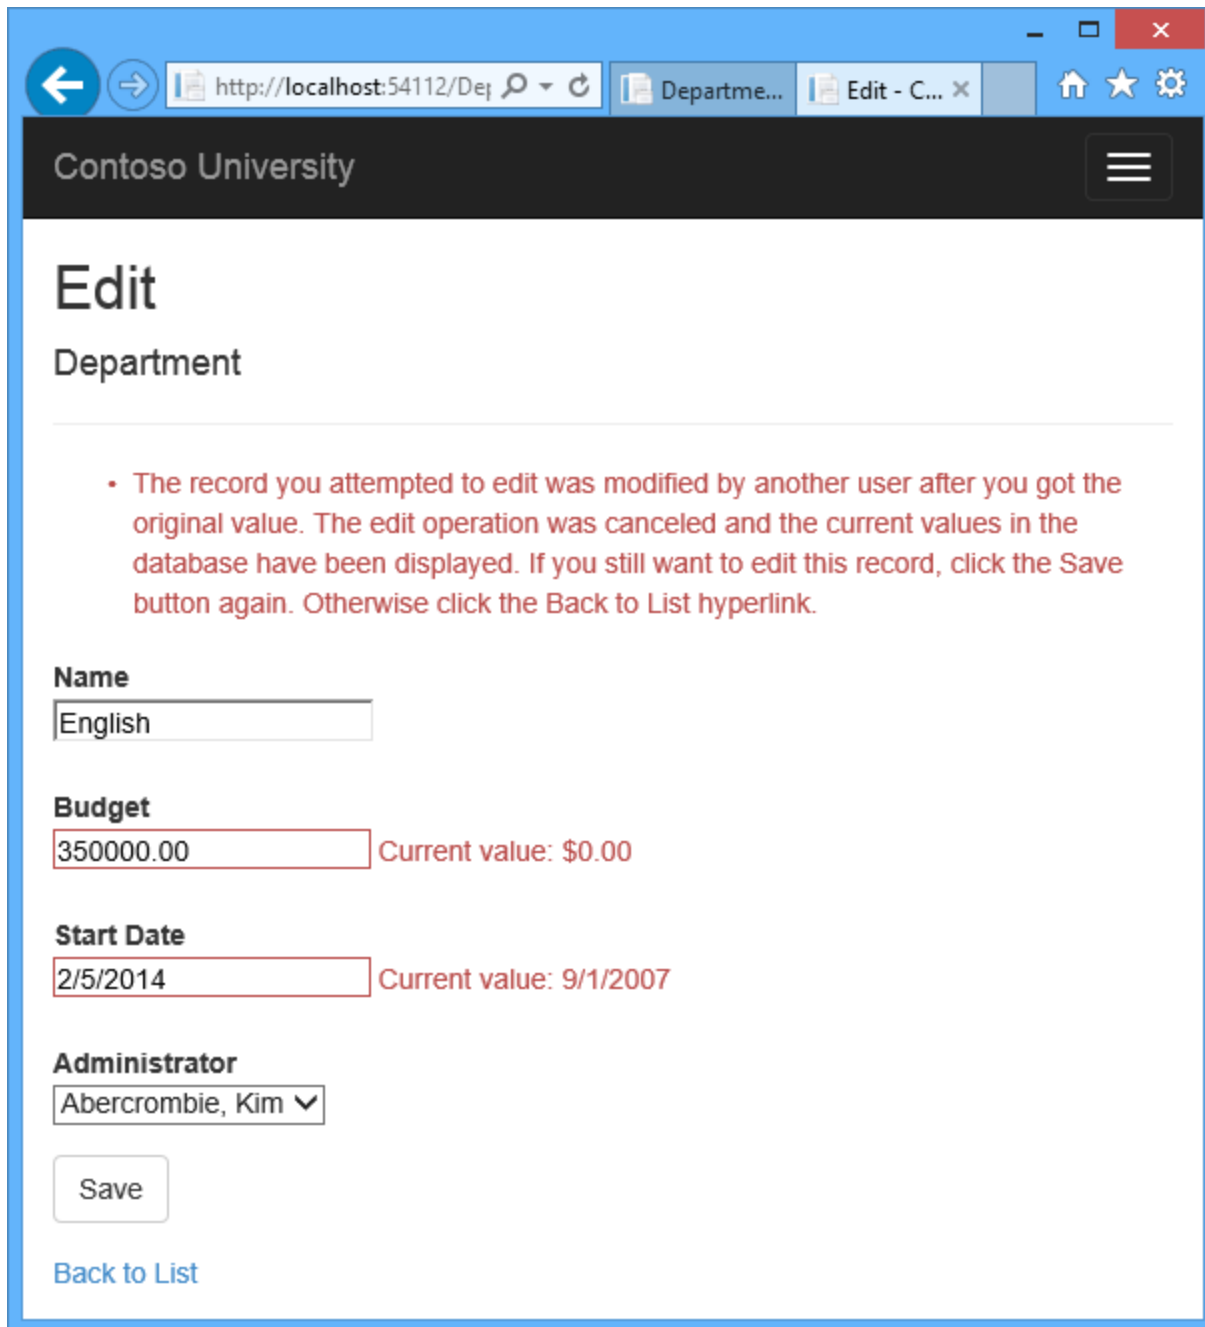 http://localhost:54112/Dep
Departme...
Edit - C...
Contoso University
Edit
Department
• The record you attempted to edit was modified by another user after you got the
original value. The edit operation was canceled and the current values in the
database have been displayed. If you still want to edit this record, click the Save
button again. Otherwise click the Back to List hyperlink.
Name
English
Budget
350000.00 Current value: $0.00
Start Date
2/5/2014 Current value: 9/1/2007
Administrator
Abercrombie, Kim
Save
Back to List